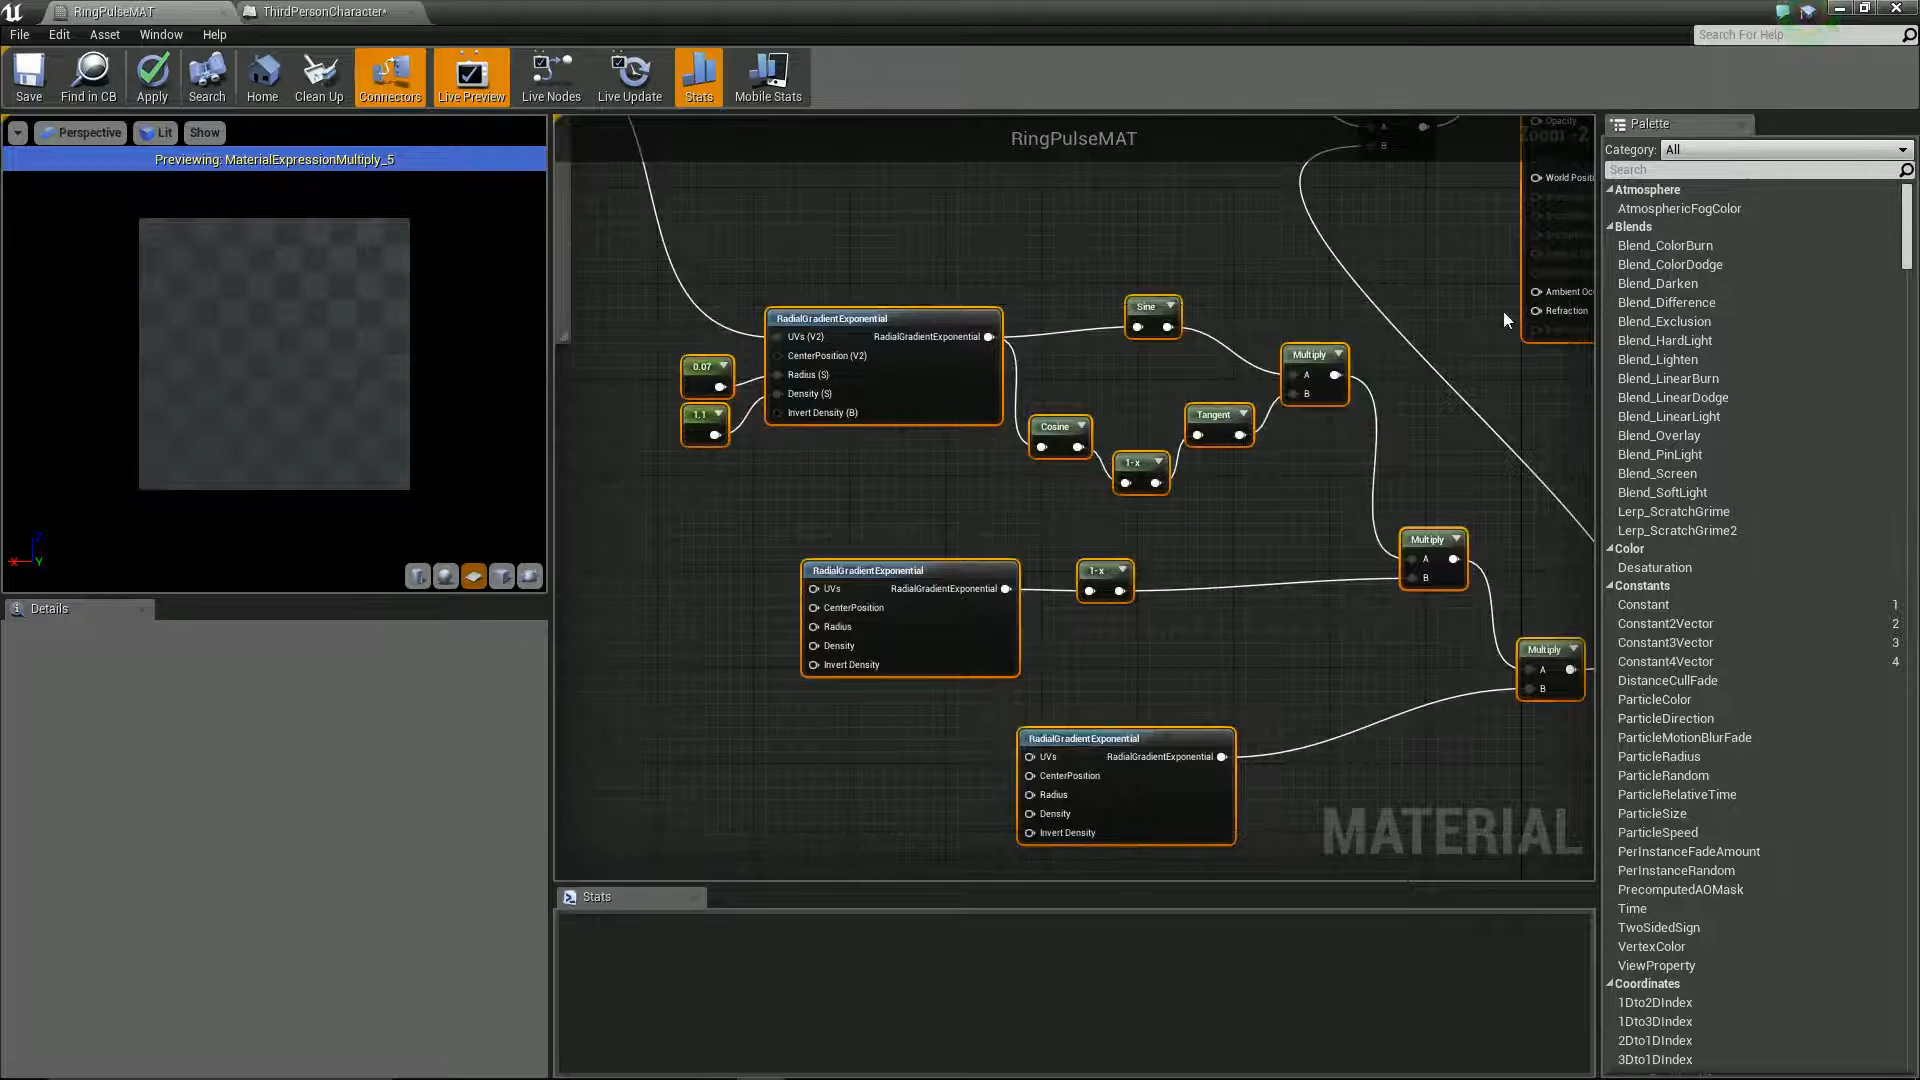 RingPulseMAT
ThirdPersonCharacter*
File Edit Asset Window Help
Search For Help
Save
Find in CB
Apply
Search
Home
Clean Up
Connectors
Live Preview
Live Nodes
Live Update
Stats
Mobile Stats
Perspective
Lit
Show
Previewing: MaterialExpressionMultiply_5
X
Y
Z
Details
RingPulseMAT
A
B
Opacity
World Positi
Ambient Occ
Refraction
RadialGradientExponential
UVs (V2) RadialGradientExponential
CenterPosition (V2)
Radius (S)
Density (S)
Invert Density (B)
0.07
1.1
Sine
Cosine
1-x
Tangent
Multiply
A
B
RadialGradientExponential
UVs RadialGradientExponential
CenterPosition
Radius
Density
Invert Density
1-x
Multiply
A
B
Multiply
A
B
RadialGradientExponential
UVs RadialGradientExponential
CenterPosition
Radius
Density
Invert Density
MATERIAL
Stats
Palette
Category: All
Search
Atmosphere
AtmosphericFogColor
Blends
Blend_ColorBurn
Blend_ColorDodge
Blend_Darken
Blend_Difference
Blend_Exclusion
Blend_HardLight
Blend_Lighten
Blend_LinearBurn
Blend_LinearDodge
Blend_LinearLight
Blend_Overlay
Blend_PinLight
Blend_Screen
Blend_SoftLight
Lerp_ScratchGrime
Lerp_ScratchGrime2
Color
Desaturation
Constants
Constant 1
Constant2Vector 2
Constant3Vector 3
Constant4Vector 4
DistanceCullFade
ParticleColor
ParticleDirection
ParticleMotionBlurFade
ParticleRadius
ParticleRandom
ParticleRelativeTime
ParticleSize
ParticleSpeed
PerInstanceFadeAmount
PerInstanceRandom
PrecomputedAOMask
Time
TwoSidedSign
VertexColor
ViewProperty
Coordinates
1Dto2DIndex
1Dto3DIndex
2Dto1DIndex
3Dto1DIndex